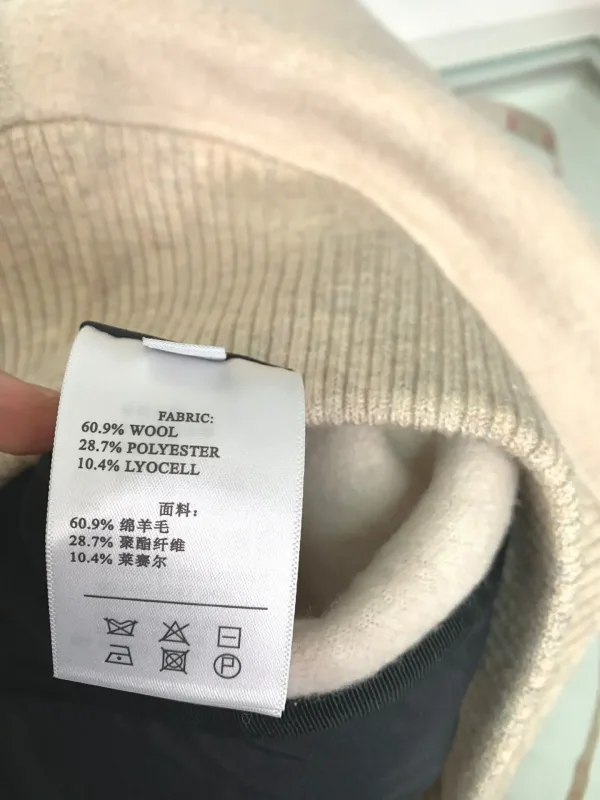 FABRIC:
60.9% WOOL
28.7% POLYESTER
10.4% LYOCELL
面料：
60.9% 绵羊毛
28.7% 聚酯纤维
10.4% 莱赛尔
P